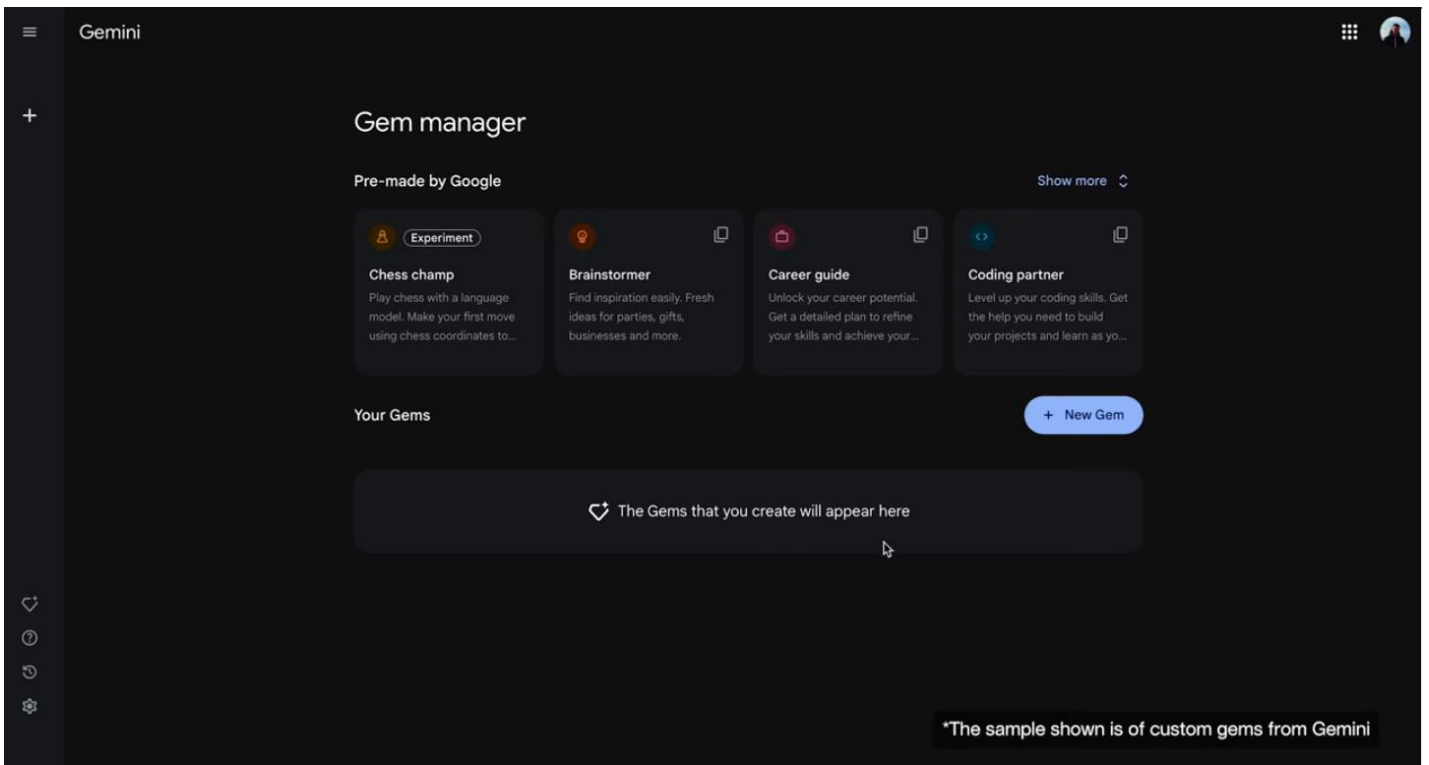 Gemini
Gem manager
Pre-made by Google
Show more
Experiment
Chess champ
Play chess with a language
model. Make your first move
using chess coordinates to...
Brainstormer
Find inspiration easily. Fresh
ideas for parties, gifts,
businesses and more.
Career guide
Unlock your career potential.
Get a detailed plan to refine
your skills and achieve your...
Coding partner
Level up your coding skills. Get
the help you need to build
your projects and learn as yo...
Your Gems
+ New Gem
The Gems that you create will appear here
*The sample shown is of custom gems from Gemini